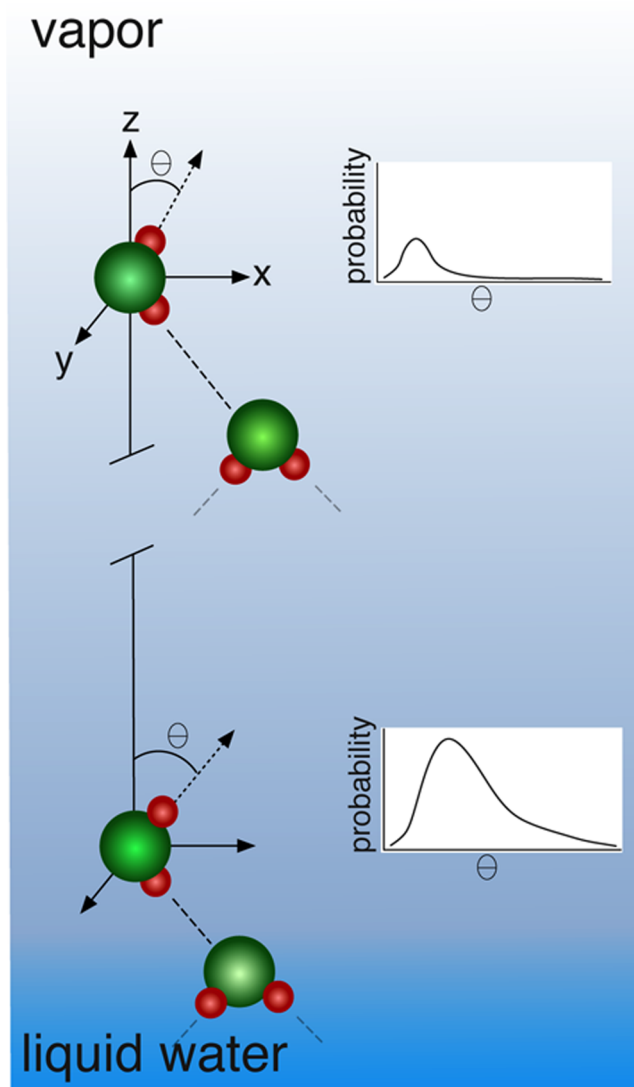 vapor
z
Θ
probability
x
Θ
y
Θ
probability
Θ
liquid water